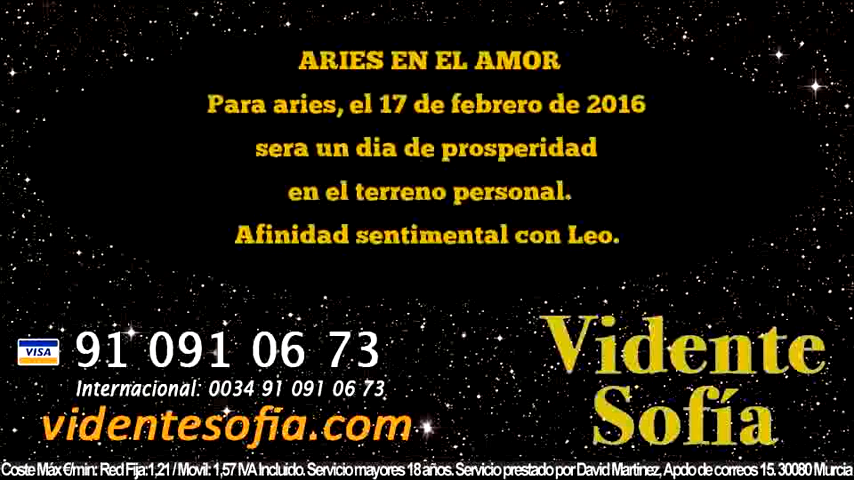 ARIES EN EL AMOR
Para aries, el 17 de febrero de 2016
sera un dia de prosperidad
en el terreno personal.
Afinidad sentimental con Leo.
VISA 91 091 06 73
Internacional: 0034 91 091 06 73
videntesofia.com
Vidente
Sofía
Coste Máx €/min: Red Fija:1,21 / Movil: 1,57 IVA Incluido. Servicio mayores 18 años. Servicio prestado por David Martinez, Apdo de correos 15. 30080 Murcia